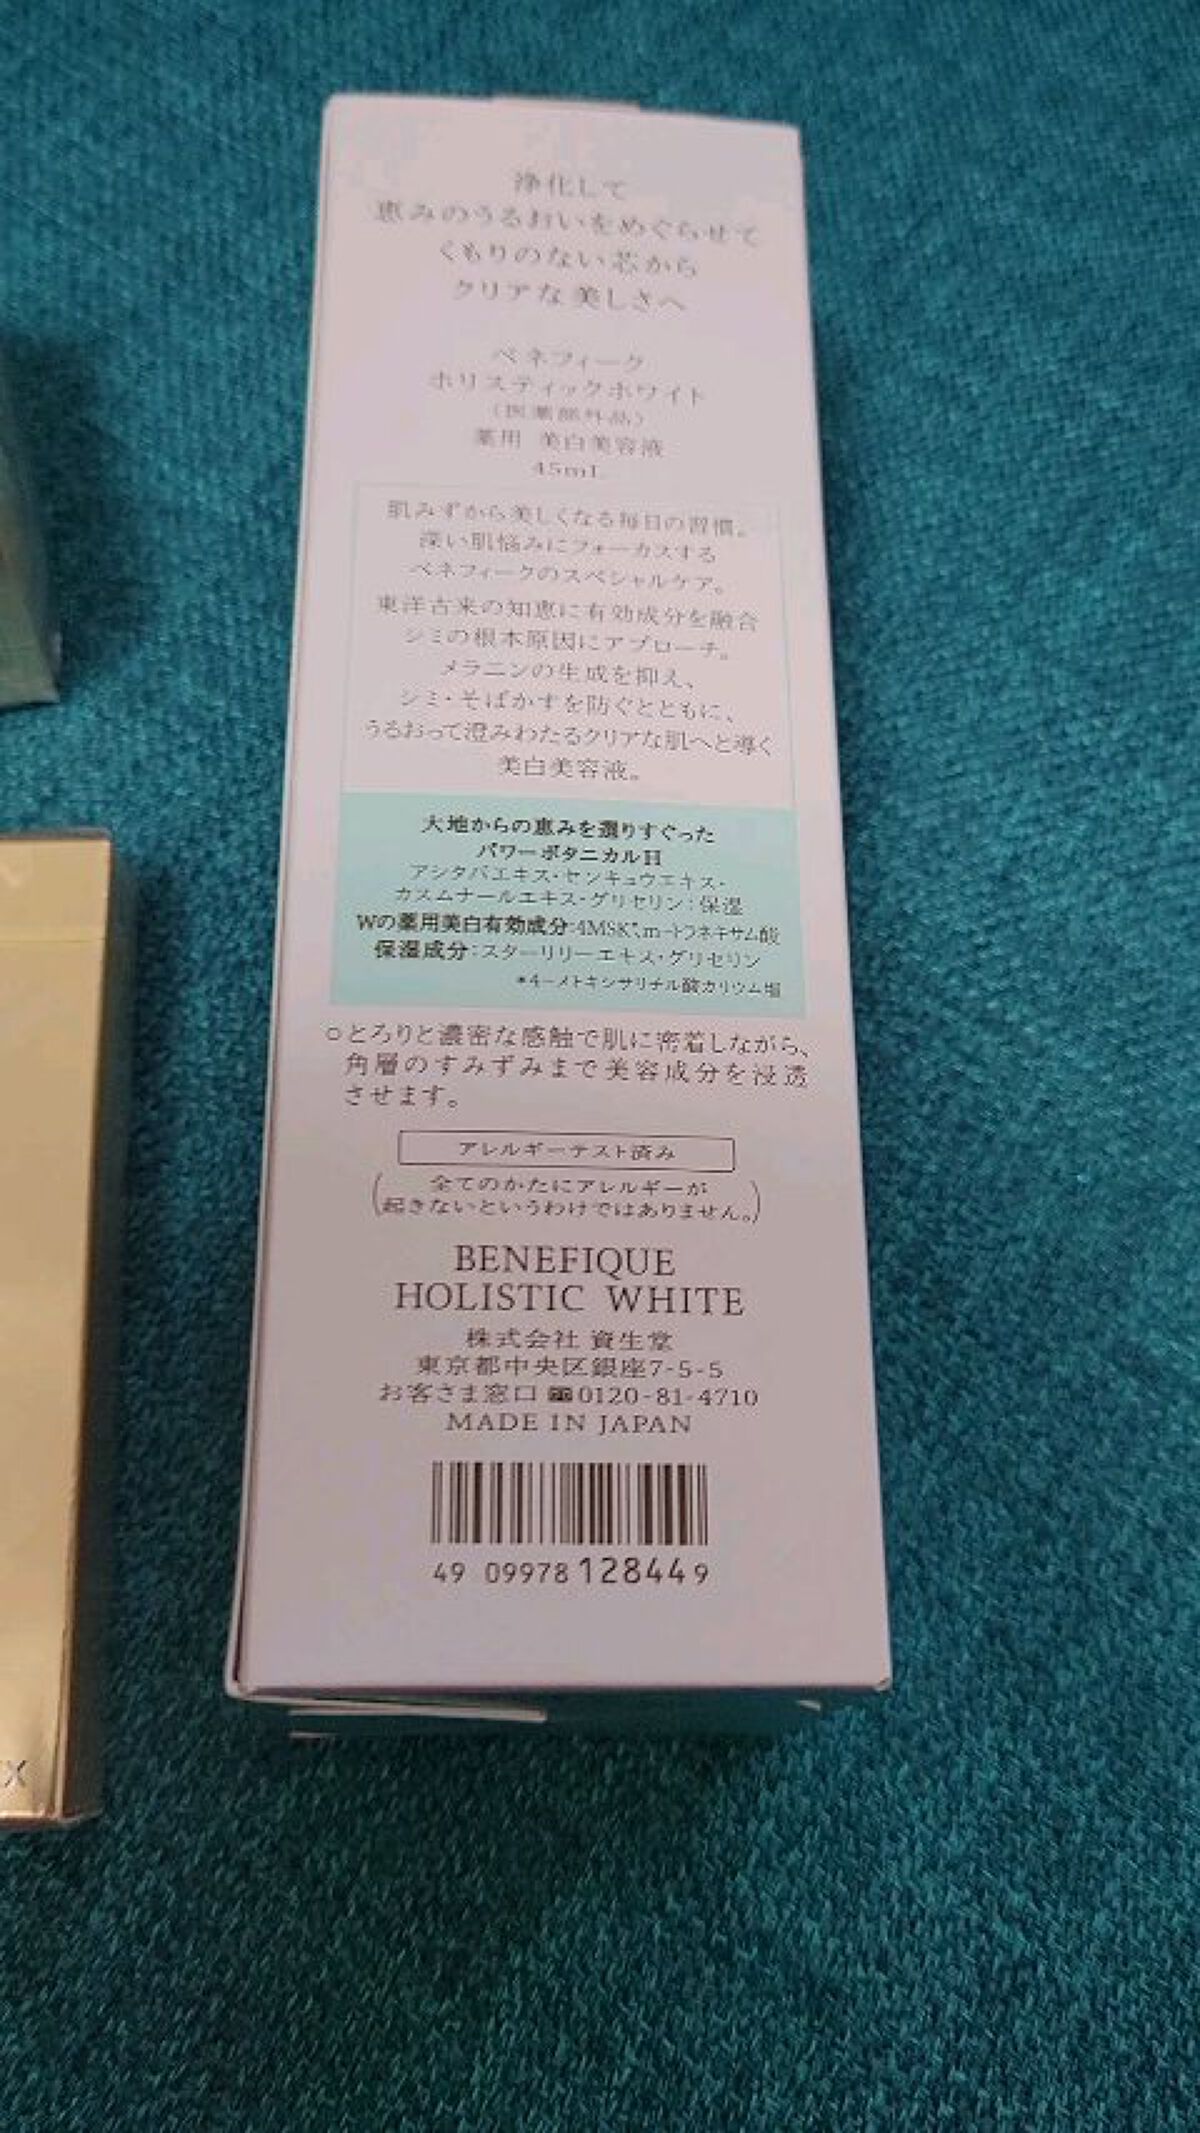 浄化して
恵みのうるおいをめぐらせて
くもりのない芯から
クリアな美しさへ
ベネフィーク
ホリスティックホワイト
(医薬部外品)
薬用 美白美容液
45mL
肌みずから美しくなる毎日の習慣。
深い肌悩みにフォーカスする
ベネフィークのスペシャルケア。
東洋古来の知恵に有効成分を融合
シミの根本原因にアプローチ。
メラニンの生成を抑え、
シミ・そばかすを防ぐとともに、
うるおって澄みわたるクリアな肌へと導く
美白美容液。
大地からの恵みを選りすぐった
パワーボタニカルH
アシタバエキス・センキュウエキス・
カスムナールエキス・グリセリン:保湿
Wの薬用美白有効成分:4MSK*、m-トラネキサム酸
保湿成分:スターリリーエキス・グリセリン
*4-メトキシサリチル酸カリウム塩
○とろりと濃密な感触で肌に密着しながら、
角層のすみずみまで美容成分を浸透
させます。
アレルギーテスト済み
(全てのかたにアレルギーが
起きないというわけではありません。)
BENEFIQUE
HOLISTIC WHITE
株式会社 資生堂
東京都中央区銀座7-5-5
お客さま窓口 0120-81-4710
MADE IN JAPAN
49 09978 128449
X